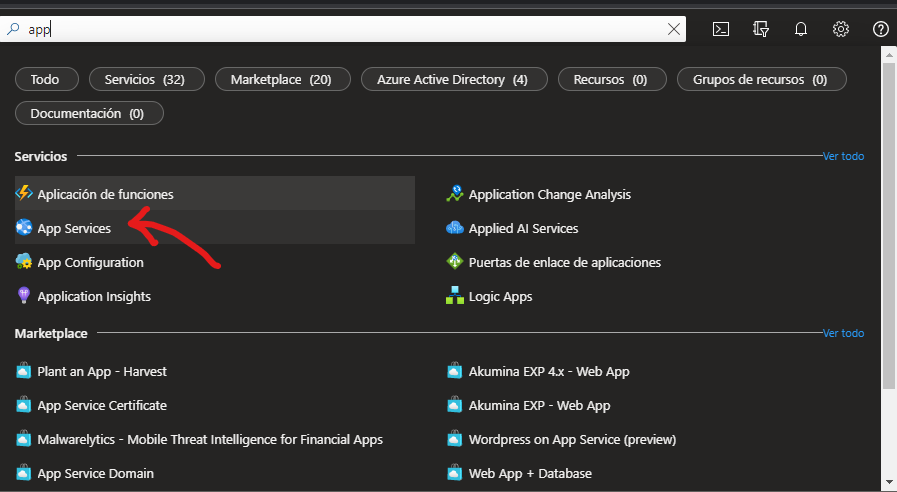 app
Todo
Servicios (32)
Marketplace (20)
Azure Active Directory (4)
Recursos (0)
Grupos de recursos (0)
Documentación (0)
Servicios
Ver todo
Aplicación de funciones
App Services
App Configuration
Application Insights
Application Change Analysis
Applied AI Services
Puertas de enlace de aplicaciones
Logic Apps
Marketplace
Ver todo
Plant an App - Harvest
App Service Certificate
Malwarelytics - Mobile Threat Intelligence for Financial Apps
App Service Domain
Akumina EXP 4.x - Web App
Akumina EXP - Web App
Wordpress on App Service (preview)
Web App + Database